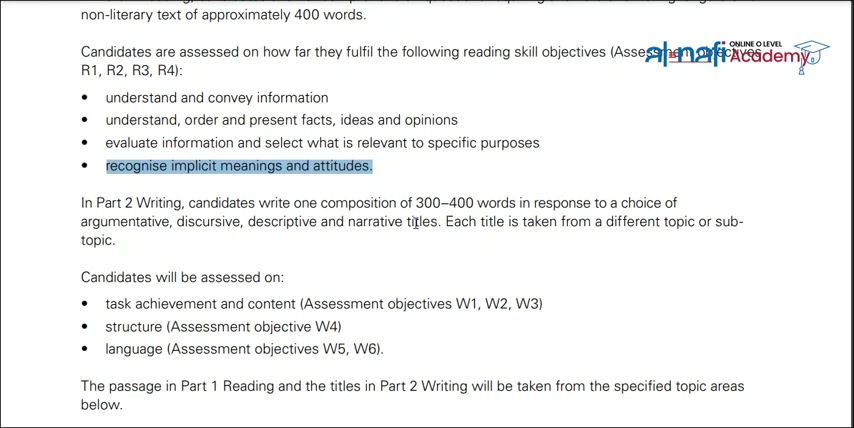 non-literary text of approximately 400 words.
Candidates are assessed on how far they fulfil the following reading skill objectives (Assessment objectives
R1, R2, R3, R4):
• understand and convey information
• understand, order and present facts, ideas and opinions
• evaluate information and select what is relevant to specific purposes
• recognise implicit meanings and attitudes.
In Part 2 Writing, candidates write one composition of 300–400 words in response to a choice of
argumentative, discursive, descriptive and narrative titles. Each title is taken from a different topic or sub-
topic.
Candidates will be assessed on:
• task achievement and content (Assessment objectives W1, W2, W3)
• structure (Assessment objective W4)
• language (Assessment objectives W5, W6).
The passage in Part 1 Reading and the titles in Part 2 Writing will be taken from the specified topic areas
below.
al-nafi
ONLINE O LEVEL
Academy